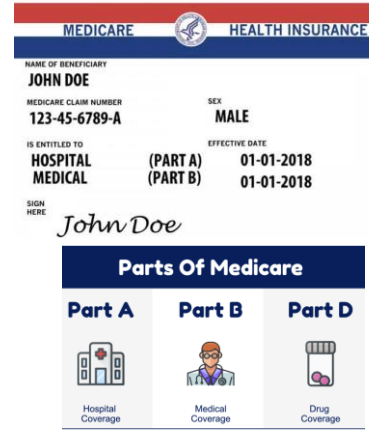 MEDICARE HEALTH INSURANCE
NAME OF BENEFICIARY
JOHN DOE
MEDICARE CLAIM NUMBER SEX
123-45-6789-A MALE
IS ENTITLED TO EFFECTIVE DATE
HOSPITAL (PART A) 01-01-2018
MEDICAL (PART B) 01-01-2018
SIGN
HERE
John Doe
Parts Of Medicare
Part A Part B Part D
Hospital Medical Drug
Coverage Coverage Coverage